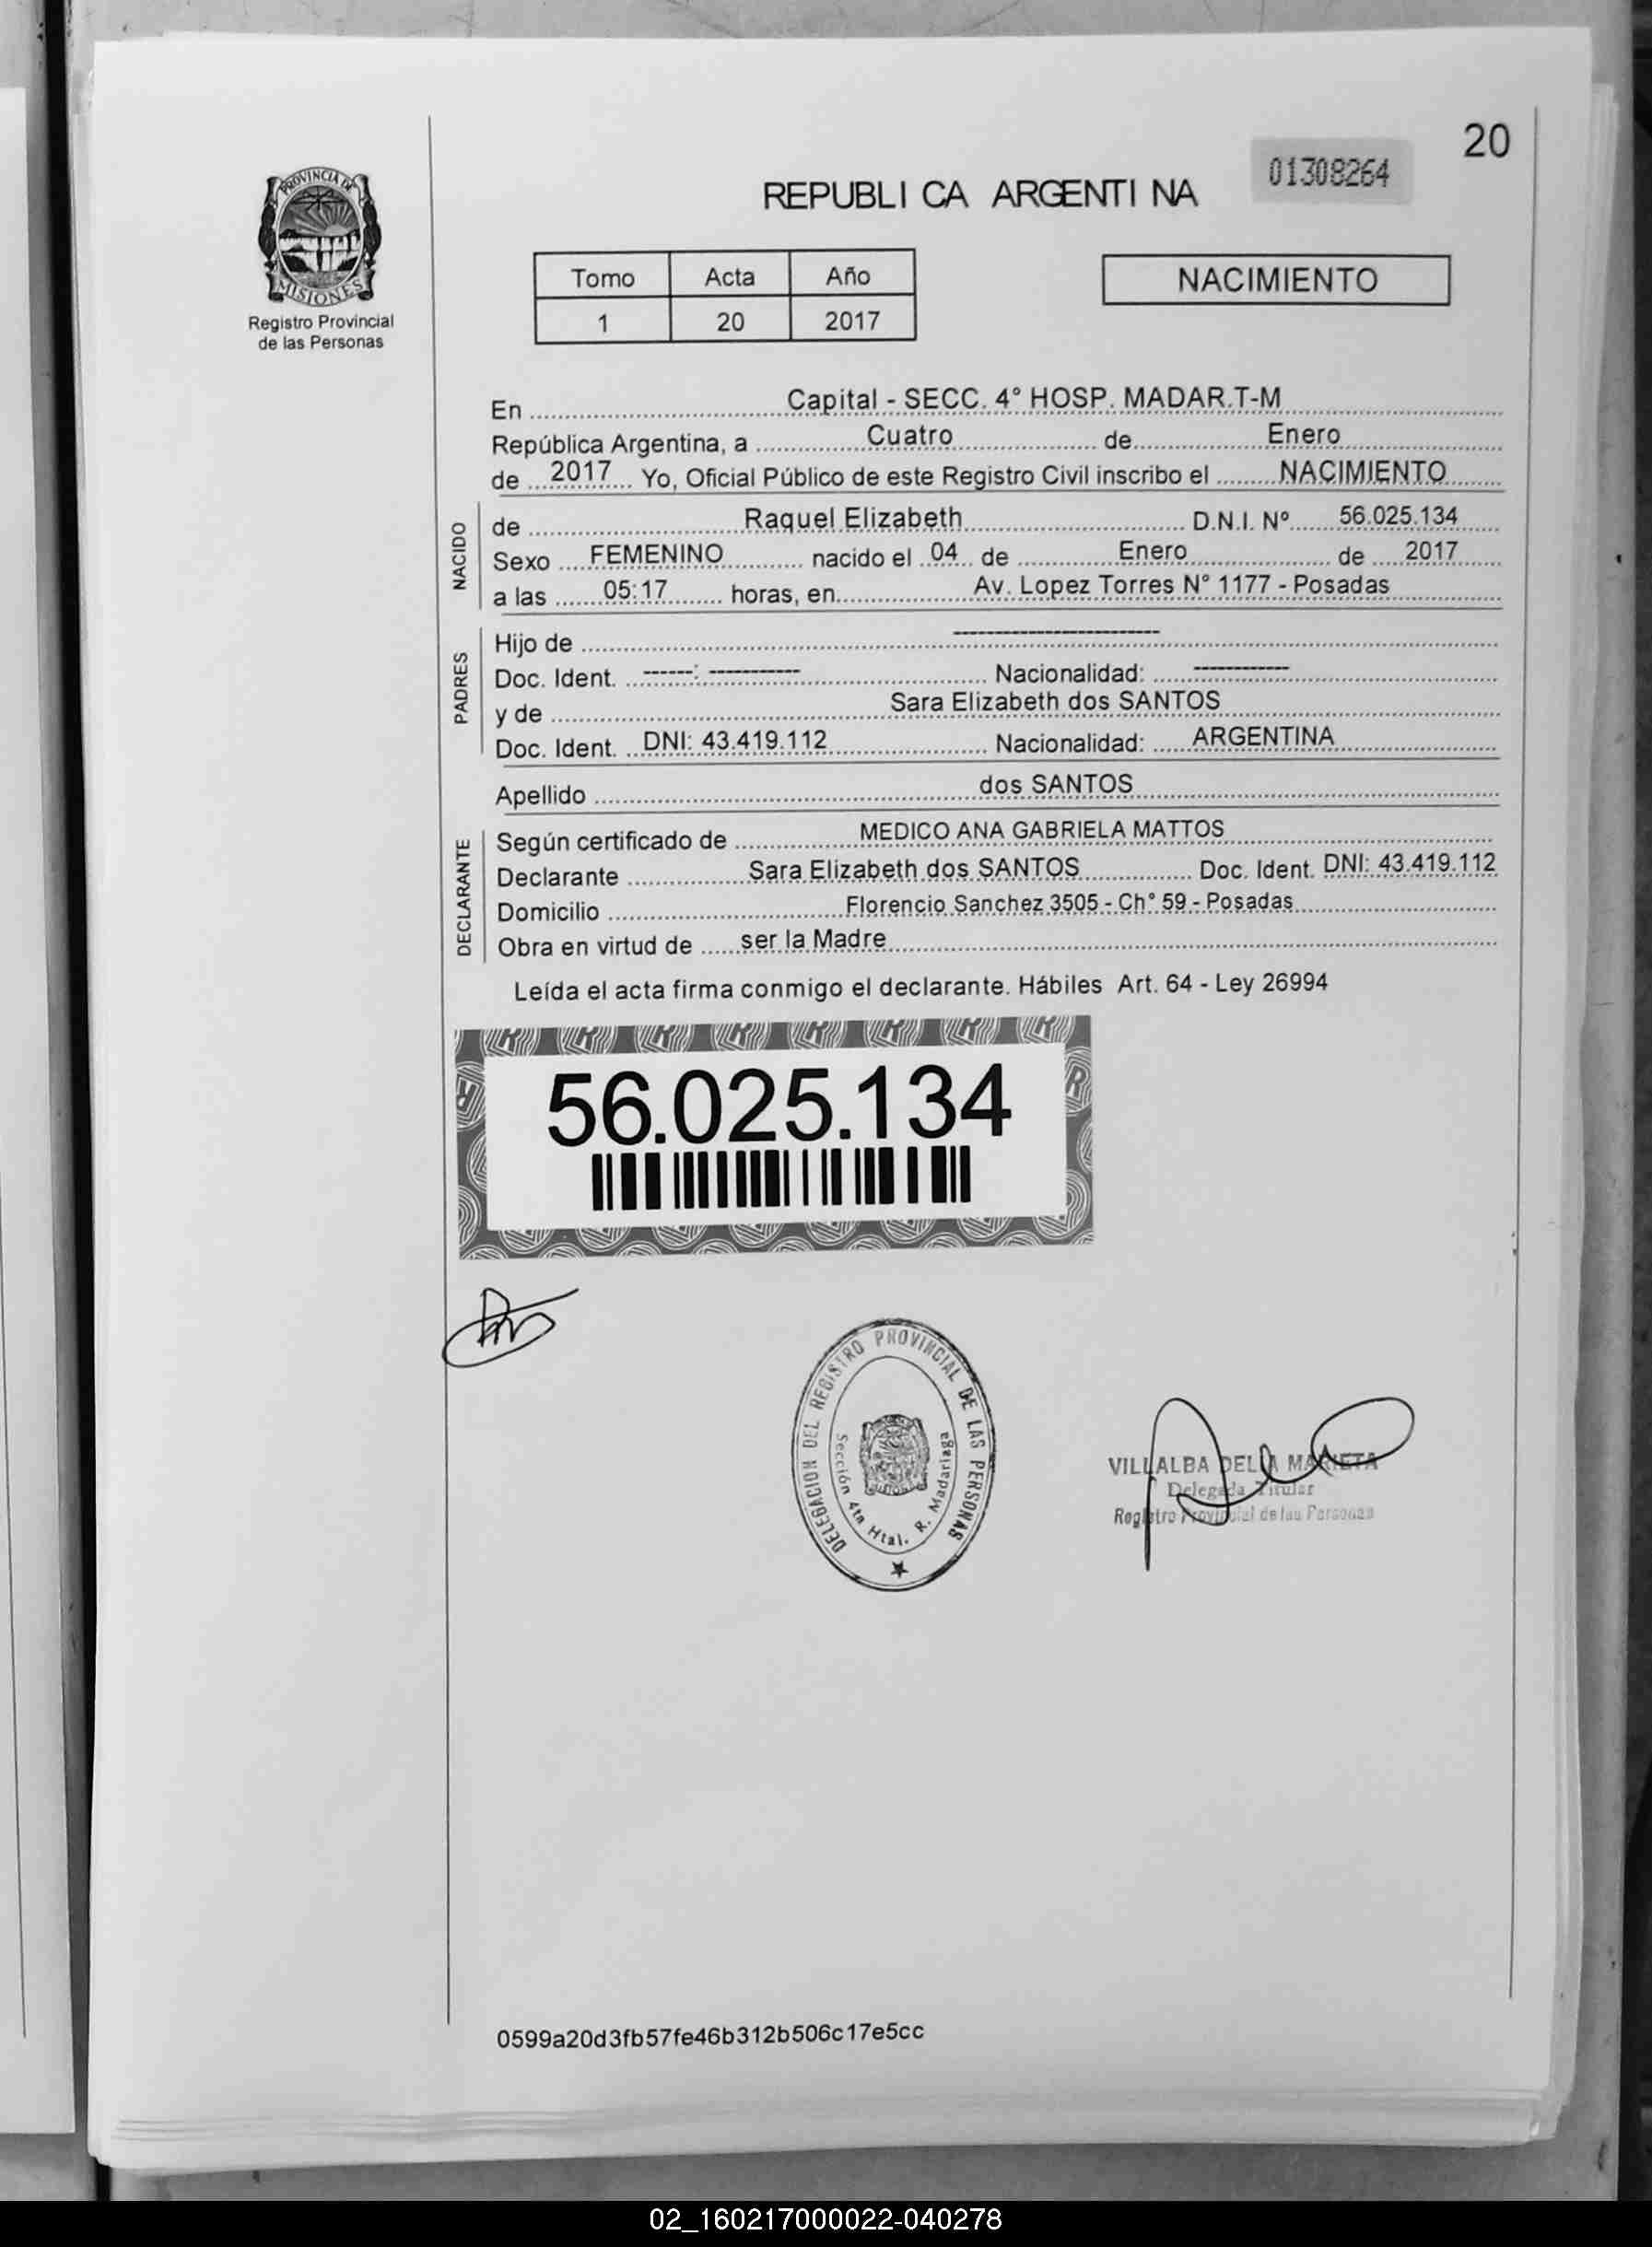 20
01308264
REPUBLICA ARGENTINA
PROVINCIA DE
MISIONES
Registro Provincial
de las Personas
Tomo Acta Año
1 20 2017
NACIMIENTO
En Capital - SECC. 4° HOSP. MADAR.T-M
República Argentina, a Cuatro de Enero
de 2017 Yo, Oficial Público de este Registro Civil inscribo el NACIMIENTO
NACIDO
de Raquel Elizabeth D.N.I. Nº 56.025.134
Sexo FEMENINO nacido el 04 de Enero de 2017
a las 05:17 horas, en Av. Lopez Torres N° 1177 - Posadas
PADRES
Hijo de ----------------------
Doc. Ident. ------: ---------- Nacionalidad: ----------
y de Sara Elizabeth dos SANTOS
Doc. Ident. DNI: 43.419.112 Nacionalidad: ARGENTINA
Apellido dos SANTOS
DECLARANTE
Según certificado de MEDICO ANA GABRIELA MATTOS
Declarante Sara Elizabeth dos SANTOS Doc. Ident. DNI: 43.419.112
Domicilio Florencio Sanchez 3505 - Ch° 59 - Posadas
Obra en virtud de ser la Madre
Leída el acta firma conmigo el declarante. Hábiles Art. 64 - Ley 26994
56.025.134
DELEGACION DEL REGISTRO PROVINCIAL DE LAS PERSONAS
Sección 4ta Htal. R. Madariaga
VILLALBA DELIA MARIETA
Delegada Titular
Registro Provincial de las Personas
0599a20d3fb57fe46b312b506c17e5cc
02_160217000022-040278